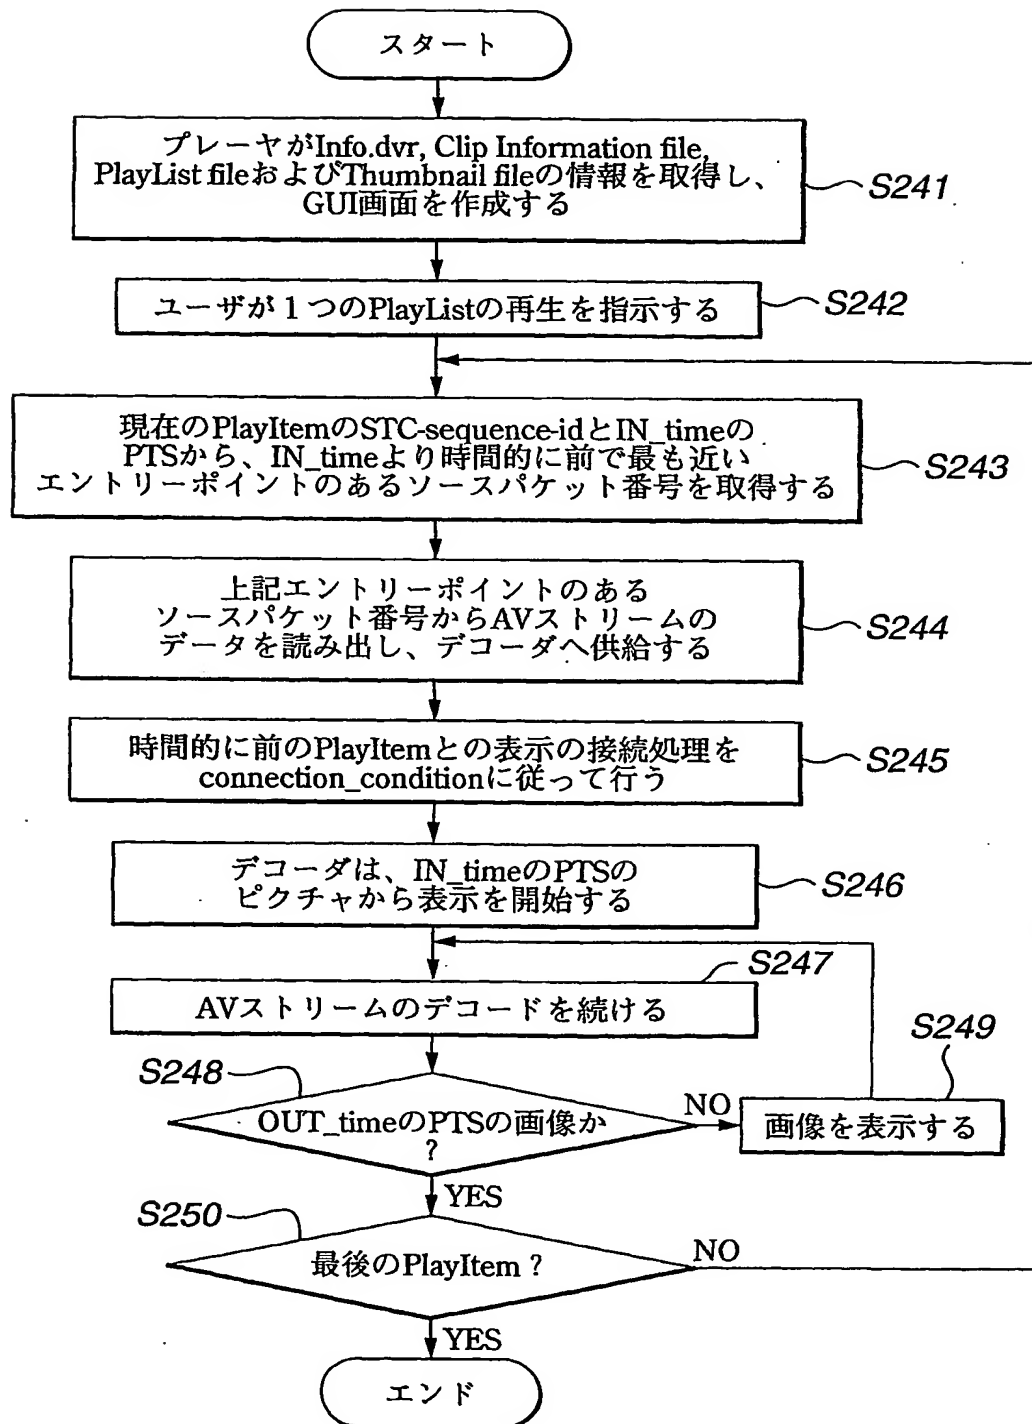 スタート
プレーヤがInfo.dvr, Clip Information file,
PlayList fileおよびThumbnail fileの情報を取得し、
GUI画面を作成する
S241
ユーザが１つのPlayListの再生を指示する
S242
現在のPlayItemのSTC-sequence-idとIN_timeの
PTSから、IN_timeより時間的に前で最も近い
エントリーポイントのあるソースパケット番号を取得する
S243
上記エントリーポイントのある
ソースパケット番号からAVストリームの
データを読み出し、デコーダへ供給する
S244
時間的に前のPlayItemとの表示の接続処理を
connection_conditionに従って行う
S245
デコーダは、IN_timeのPTSの
ピクチャから表示を開始する
S246
S247
AVストリームのデコードを続ける
S249
S248
OUT_timeのPTSの画像か
?
NO
画像を表示する
YES
S250
最後のPlayItem?
NO
YES
エンド